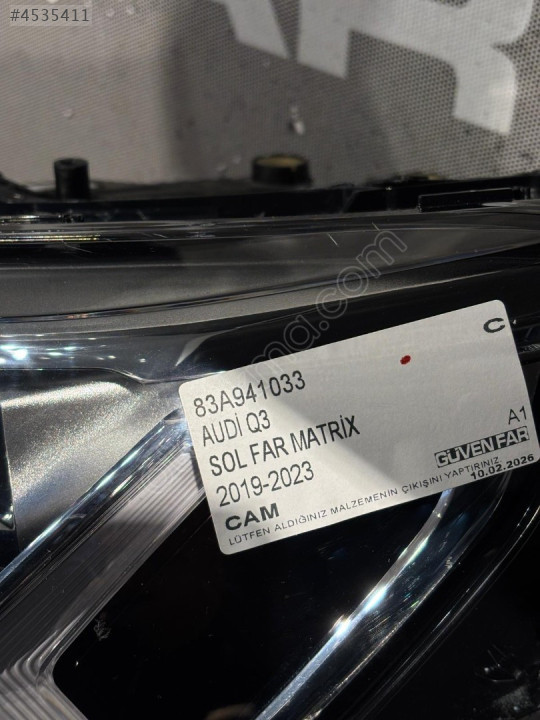 #4535411
C
83A941033
AUDİ Q3
SOL FAR MATRİX
2019-2023
A1
GÜVEN FAR
CAM
10.02.2026
LÜTFEN ALDIĞINIZ MALZEMENİN ÇIKIŞINI YAPTIRINIZ